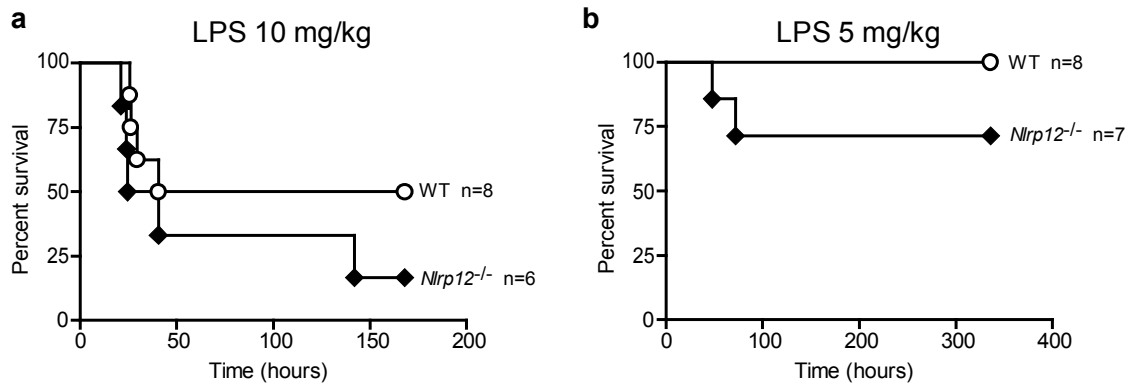 a
LPS 10 mg/kg
100
75
50
25
0
Percent survival
WT n=8
Nlrp12-/- n=6
0 50 100 150 200
Time (hours)
b
LPS 5 mg/kg
100
75
50
25
0
Percent survival
WT n=8
Nlrp12-/- n=7
0 100 200 300 400
Time (hours)